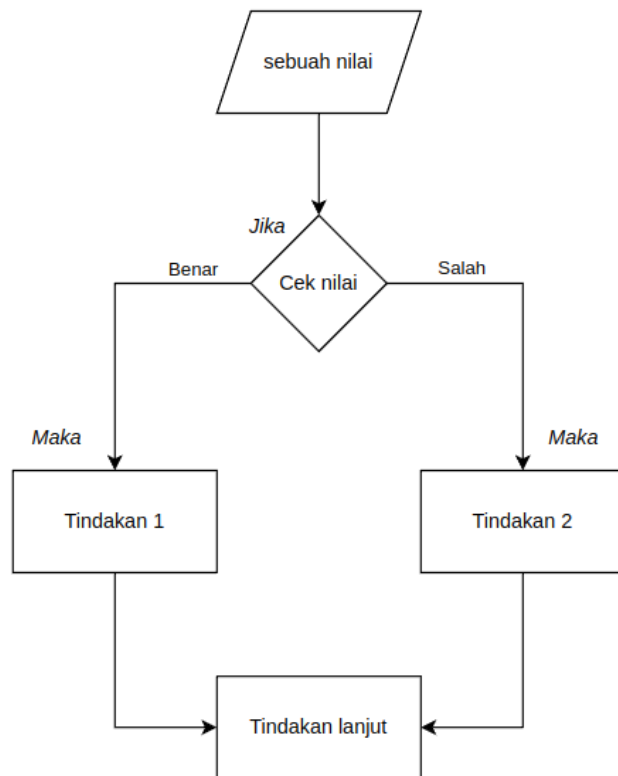 sebuah nilai
Jika
Benar
Cek nilai
Salah
Maka
Maka
Tindakan 1
Tindakan 2
Tindakan lanjut